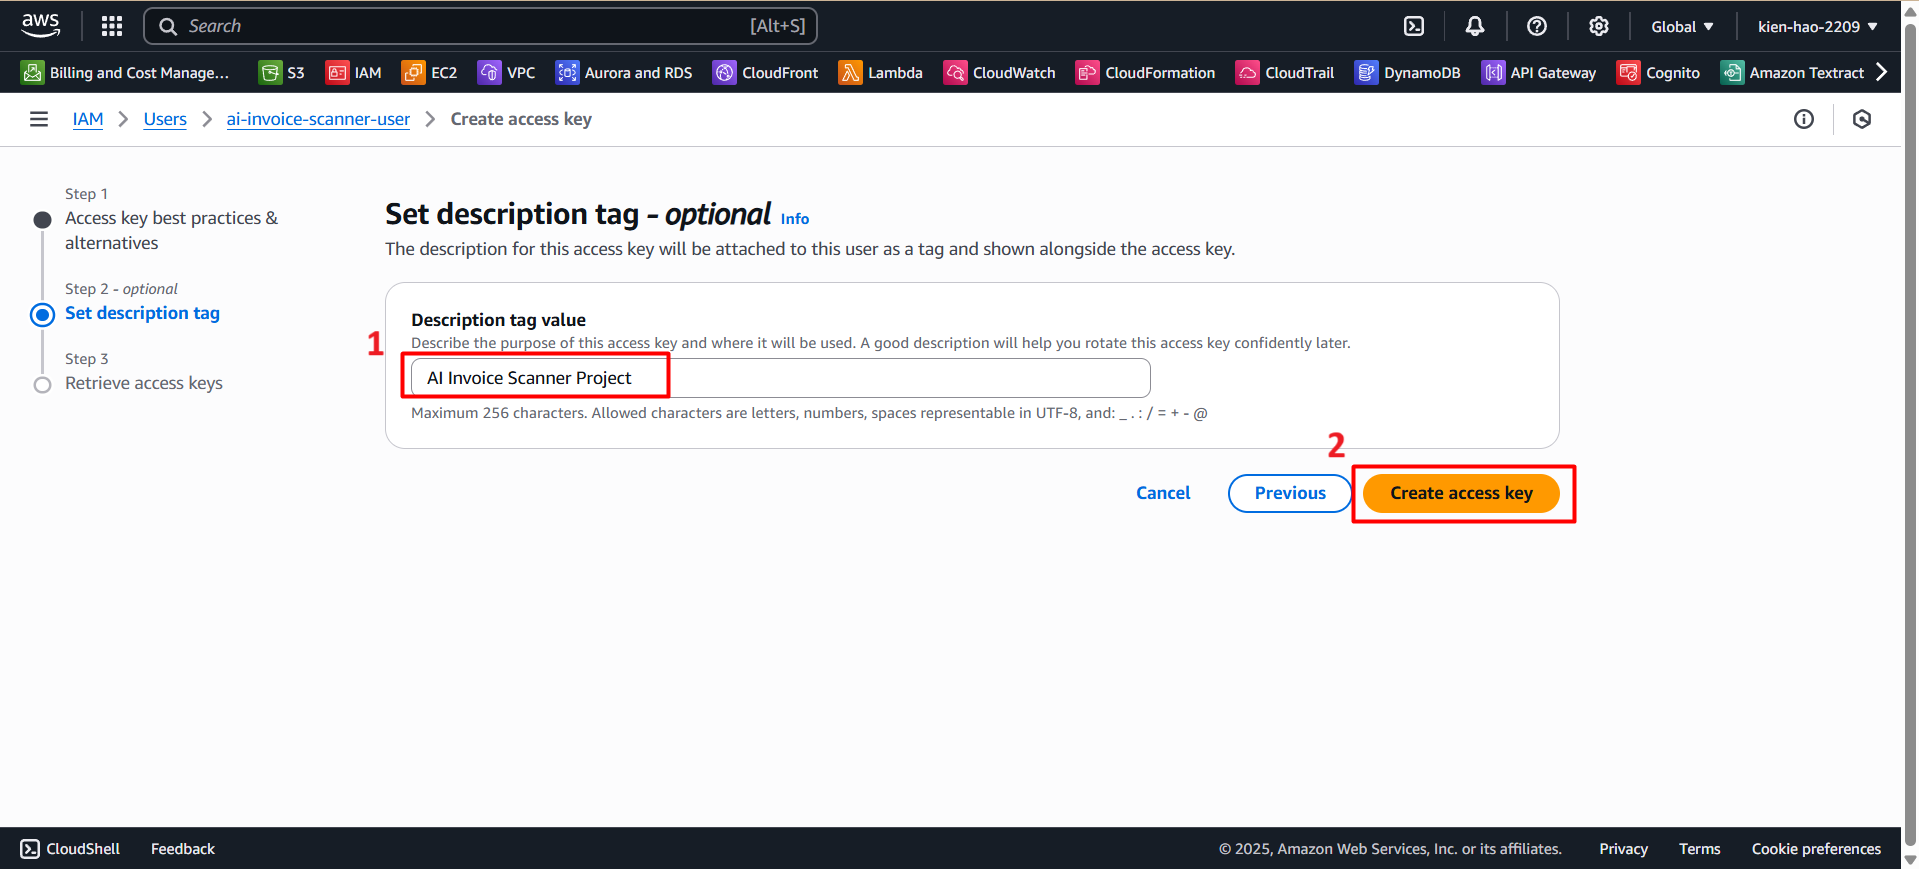 aws
Search [Alt+S]
Global kien-hao-2209
Billing and Cost Manage... S3 IAM EC2 VPC Aurora and RDS CloudFront Lambda CloudWatch CloudFormation CloudTrail DynamoDB API Gateway Cognito Amazon Textract
IAM Users ai-invoice-scanner-user Create access key
Step 1
Access key best practices &
alternatives
Step 2 - optional
Set description tag
Step 3
Retrieve access keys
Set description tag - optional Info
The description for this access key will be attached to this user as a tag and shown alongside the access key.
Description tag value
1
Describe the purpose of this access key and where it will be used. A good description will help you rotate this access key confidently later.
AI Invoice Scanner Project
Maximum 256 characters. Allowed characters are letters, numbers, spaces representable in UTF-8, and: _ . : / = + - @
2
Cancel Previous Create access key
CloudShell Feedback © 2025, Amazon Web Services, Inc. or its affiliates. Privacy Terms Cookie preferences